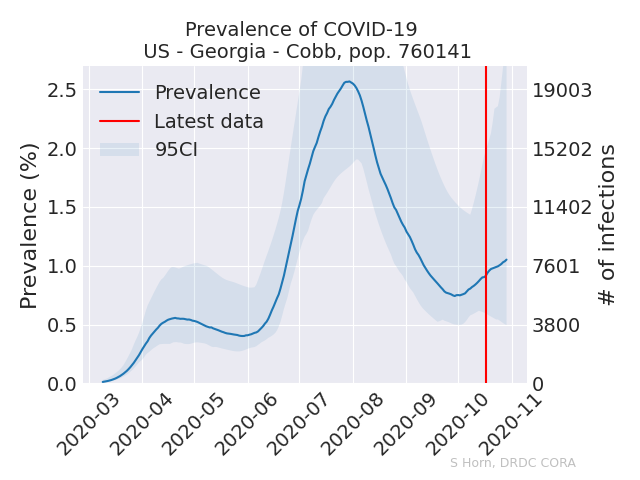 Prevalence of COVID-19
US - Georgia - Cobb, pop. 760141
Prevalence (%)
2.5
2.0
1.5
1.0
0.5
0.0
Prevalence
Latest data
95CI
19003
15202
11402
7601
3800
0
# of infections
2020-03
2020-04
2020-05
2020-06
2020-07
2020-08
2020-09
2020-10
2020-11
S Horn, DRDC CORA